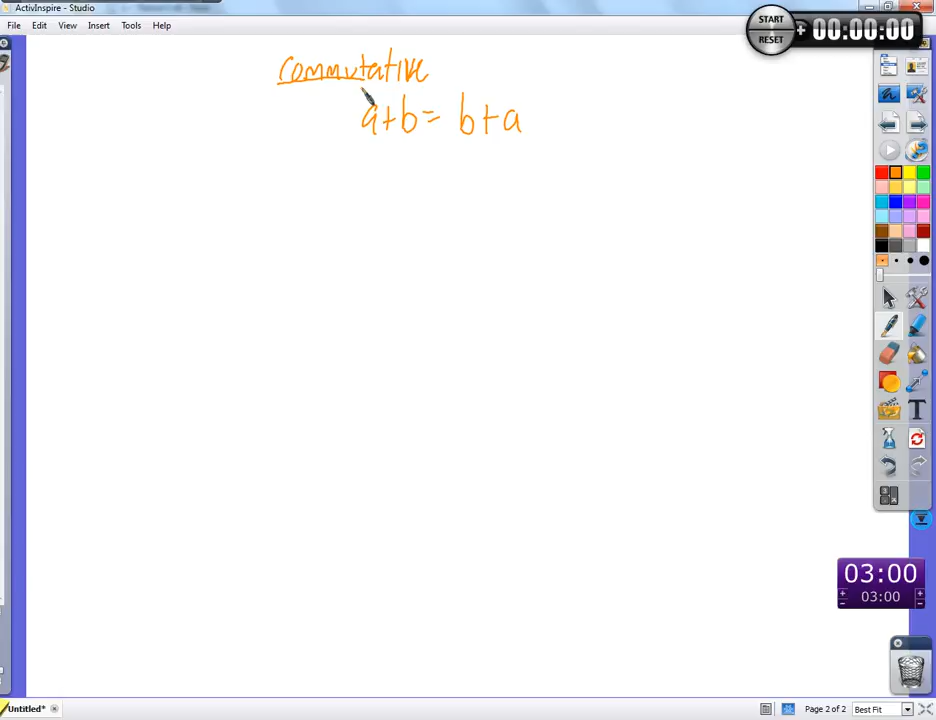 ActivInspire - Studio
File Edit View Insert Tools Help
START
RESET
00:00:00
commutative
a+b= b+a
03:00
03:00
Untitled*
Page 2 of 2
Best Fit